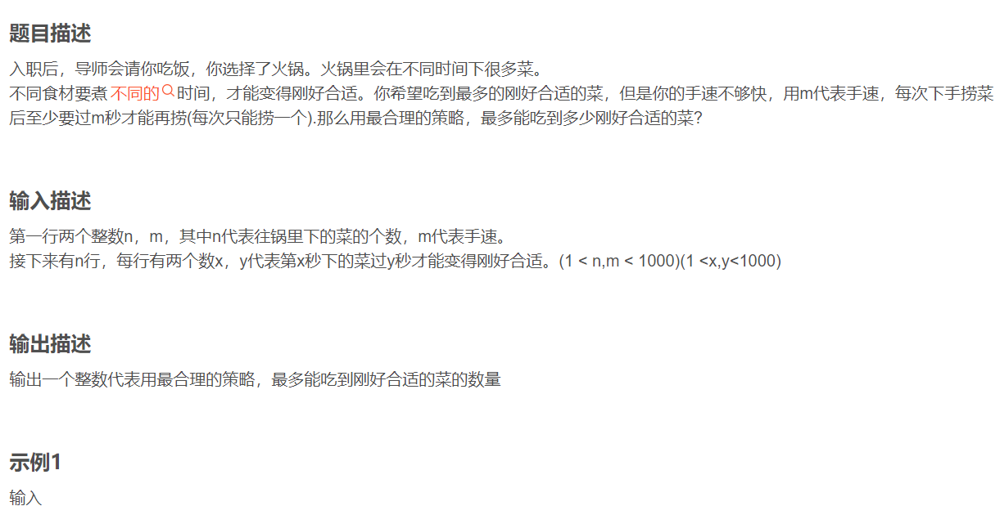 题目描述
入职后，导师会请你吃饭，你选择了火锅。火锅里会在不同时间下很多菜。
不同食材要煮不同的时间，才能变得刚好合适。你希望吃到最多的刚好合适的菜，但是你的手速不够快，用m代表手速，每次下手捞菜
后至少要过m秒才能再捞(每次只能捞一个).那么用最合理的策略，最多能吃到多少刚好合适的菜？
输入描述
第一行两个整数n，m，其中n代表往锅里下的菜的个数，m代表手速。
接下来有n行，每行有两个数x，y代表第x秒下的菜过y秒才能变得刚好合适。(1 < n,m < 1000)(1 <x,y<1000)
输出描述
输出一个整数代表用最合理的策略，最多能吃到刚好合适的菜的数量
示例1
输入